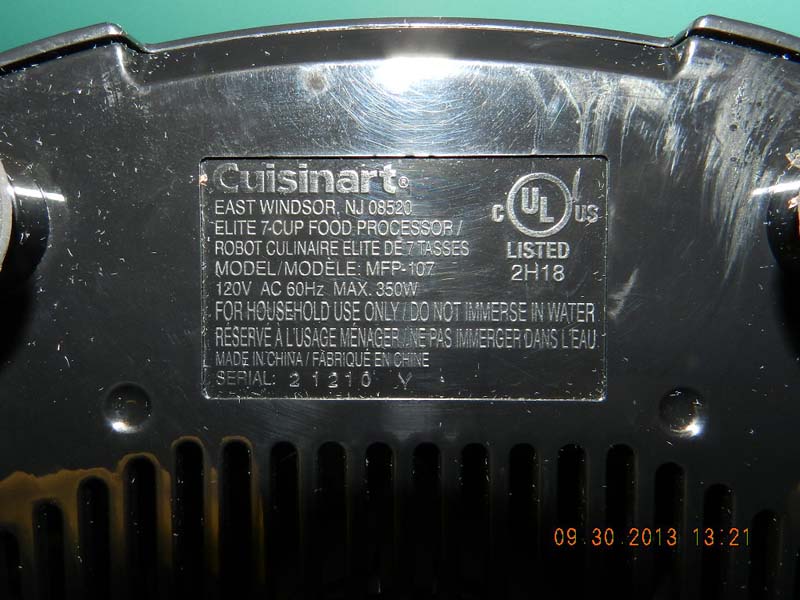 Cuisinart®
EAST WINDSOR, NJ 08520
ELITE 7-CUP FOOD PROCESSOR /
ROBOT CULINAIRE ELITE DE 7 TASSES
MODEL/MODÈLE: MFP-107
120V AC 60Hz MAX. 350W
C UL US
LISTED
2H18
FOR HOUSEHOLD USE ONLY / DO NOT IMMERSE IN WATER
RÉSERVÉ À L'USAGE MÉNAGER / NE PAS IMMERGER DANS L'EAU
MADE IN CHINA / FABRIQUÉ EN CHINE
SERIAL: 21210 Y
09.30.2013 13:21